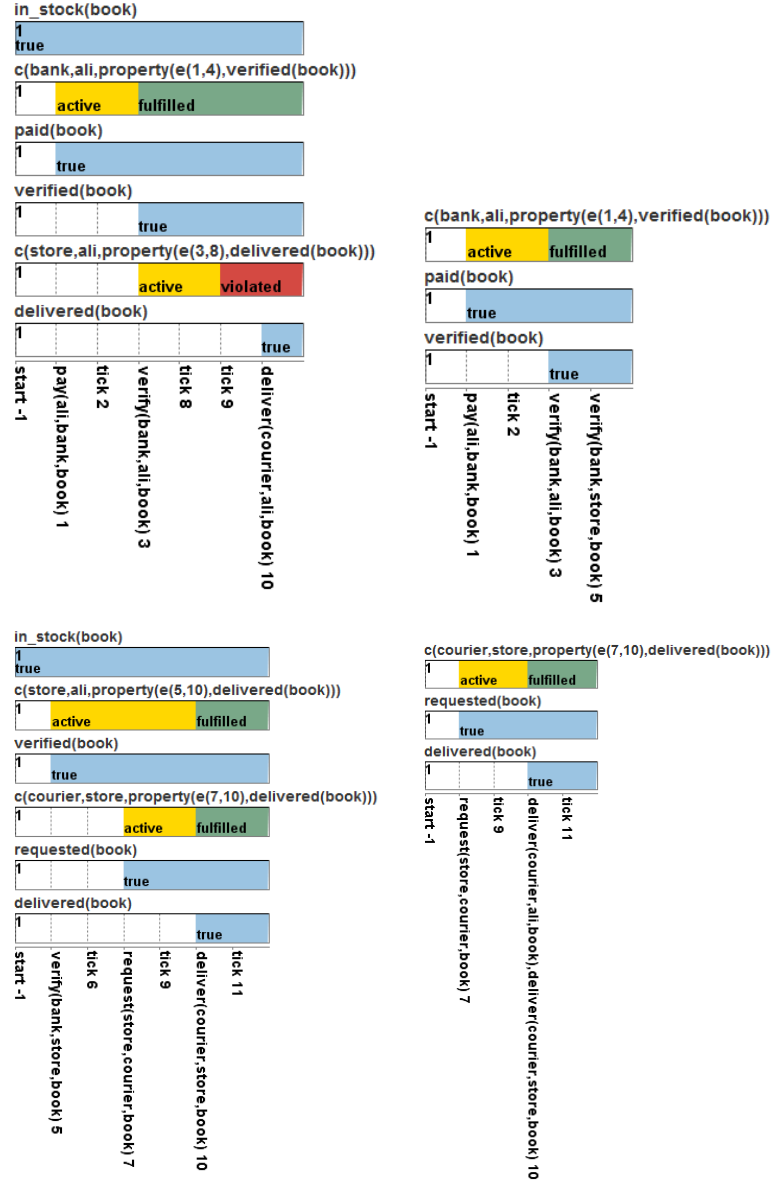 in_stock(book)
1
true
c(bank,ali,property(e(1,4),verified(book)))
1
active
fulfilled
paid(book)
1
true
verified(book)
1
true
c(store,ali,property(e(3,8),delivered(book)))
1
active
violated
delivered(book)
1
true
start -1
pay(ali,bank,book) 1
tick 2
verify(bank,ali,book) 3
tick 8
tick 9
deliver(courier,ali,book) 10
c(bank,ali,property(e(1,4),verified(book)))
1
active
fulfilled
paid(book)
1
true
verified(book)
1
true
start -1
pay(ali,bank,book) 1
tick 2
verify(bank,ali,book) 3
verify(bank,store,book) 5
in_stock(book)
1
true
c(store,ali,property(e(5,10),delivered(book)))
1
active
fulfilled
verified(book)
1
true
c(courier,store,property(e(7,10),delivered(book)))
1
active
fulfilled
requested(book)
1
true
delivered(book)
1
true
start -1
verify(bank,store,book) 5
tick 6
request(store,courier,book) 7
tick 9
deliver(courier,store,book) 10
tick 11
c(courier,store,property(e(7,10),delivered(book)))
1
active
fulfilled
requested(book)
1
true
delivered(book)
1
true
start -1
request(store,courier,book) 7
tick 9
deliver(courier,ali,book),deliver(courier,store,book) 10
tick 11